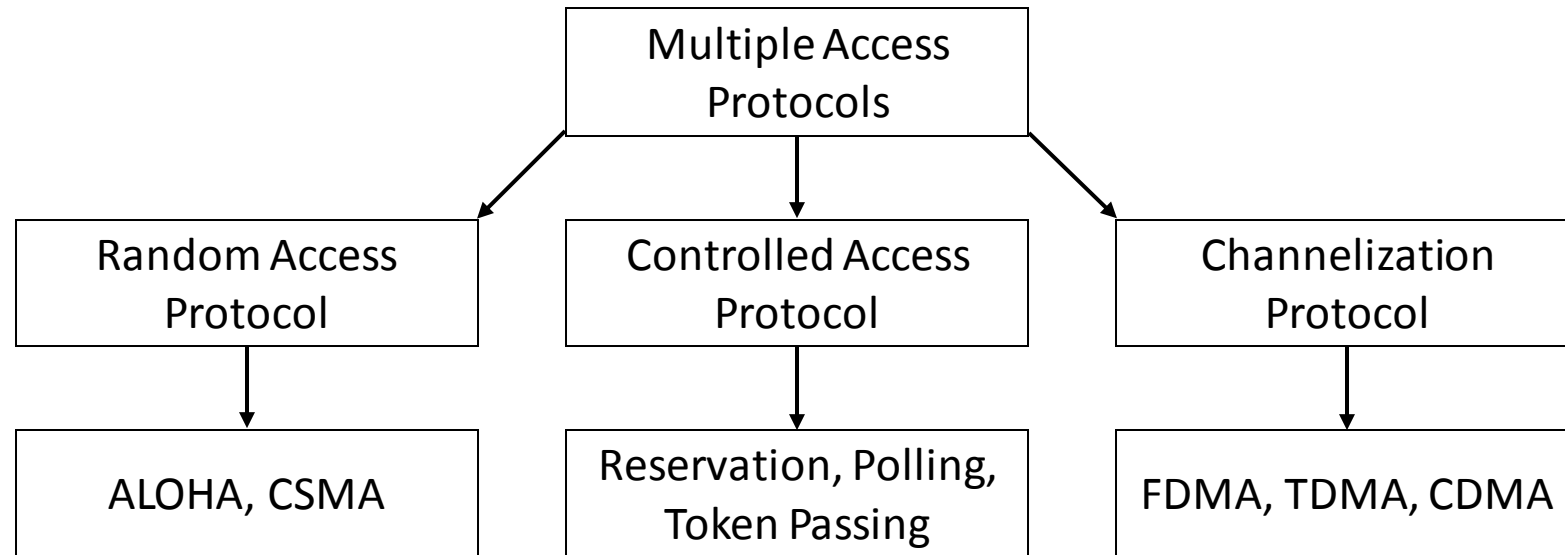 Multiple Access
Protocols
Random Access
Protocol
Controlled Access
Protocol
Channelization
Protocol
ALOHA, CSMA
Reservation, Polling,
Token Passing
FDMA, TDMA, CDMA